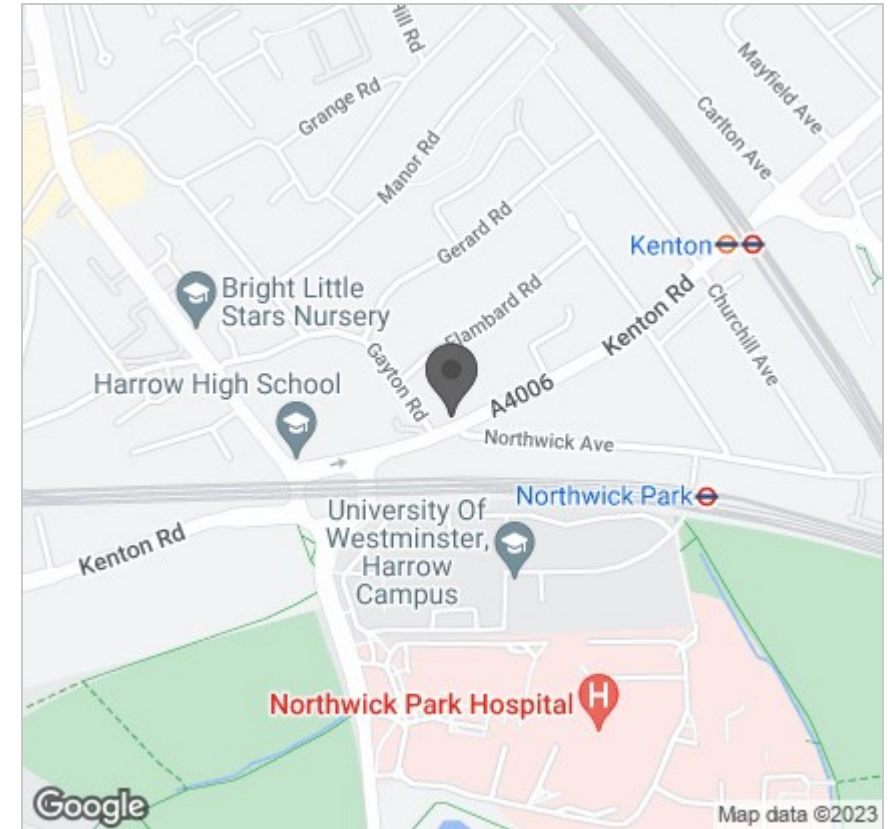 Hill Rd
Grange Rd
Mayfield Ave
Carlton Ave
Manor Rd
Gerard Rd
Kenton
Bright Little
Stars Nursery
Flambard Rd
Kenton Rd
Churchill Ave
Gayton Rd
Harrow High School
A4006
Northwick Ave
Northwick Park
University Of
Westminster,
Harrow
Campus
Kenton Rd
Northwick Park Hospital
H
Google
Map data ©2023